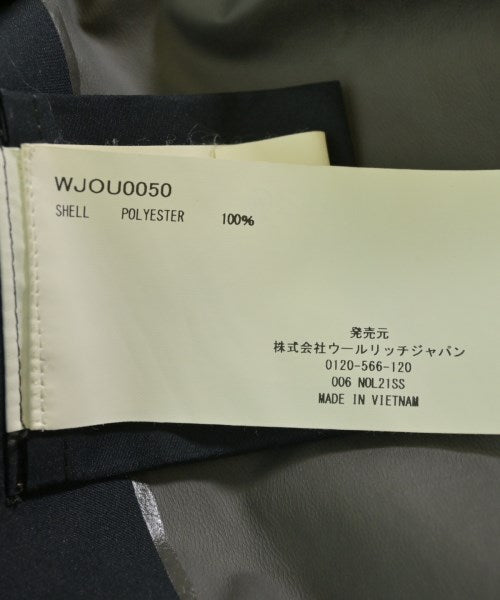 WJOU0050
SHELL POLYESTER 100%
発売元
株式会社ウールリッチジャパン
0120-566-120
006 NOL21SS
MADE IN VIETNAM